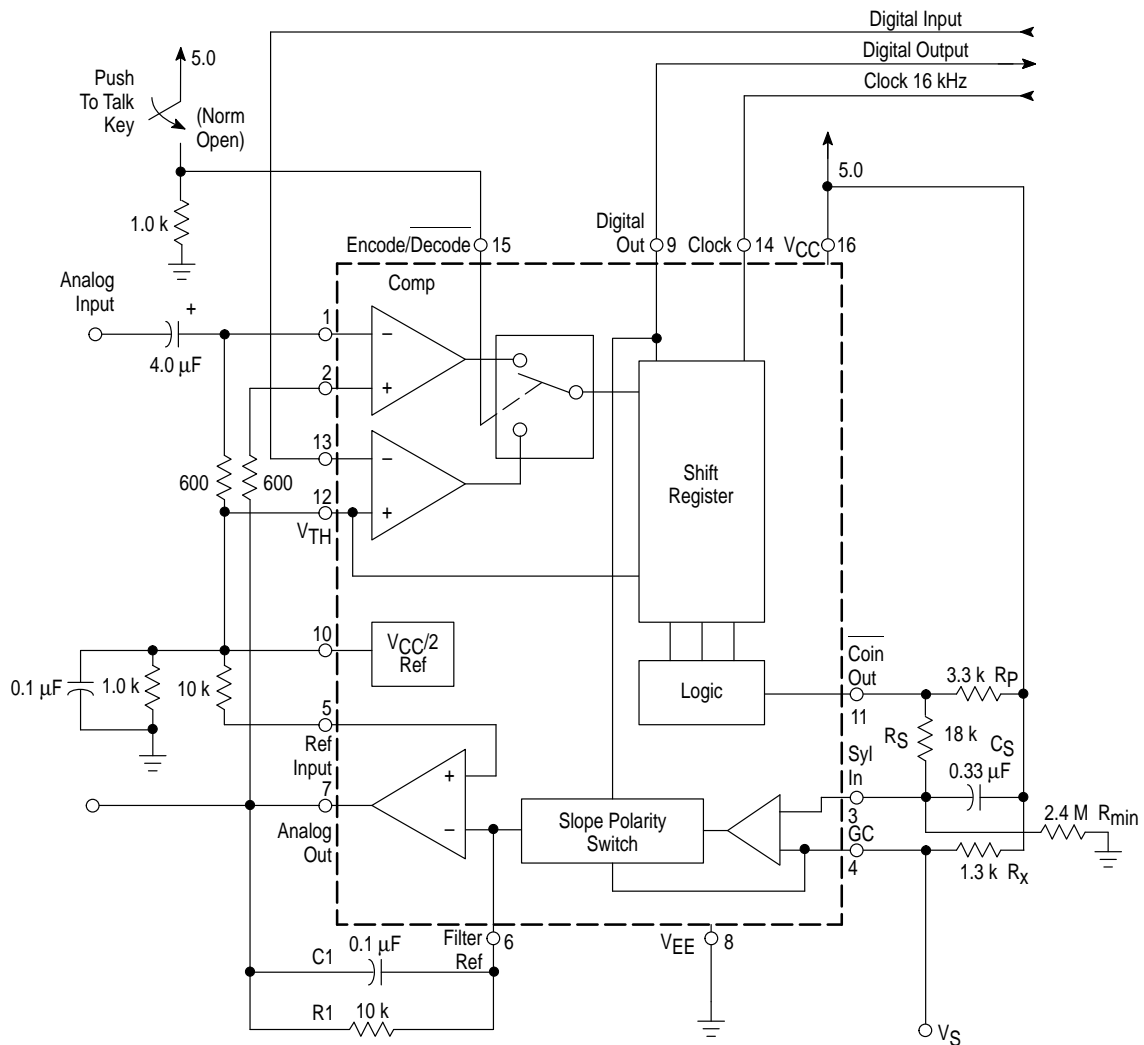 Digital Input
Digital Output
Clock 16 kHz
5.0
Push
To Talk
Key
(Norm
Open)
5.0
1.0 k
Encode/Decode
15
Digital
Out
9
Clock
14
VCC
16
Analog
Input
+
4.0 µF
Comp
1
−
2
+
13
−
12
+
VTH
600
600
Shift
Register
10
VCC/2
Ref
0.1 µF
1.0 k
10 k
5
Ref
Input
7
Analog
Out
+
−
Logic
Coin
Out
11
3.3 k RP
RS
18 k
CS
0.33 µF
Syl
In
3
GC
4
2.4 M Rmin
1.3 k Rx
Slope Polarity
Switch
Filter
Ref
6
VEE
8
C1
0.1 µF
R1
10 k
VS